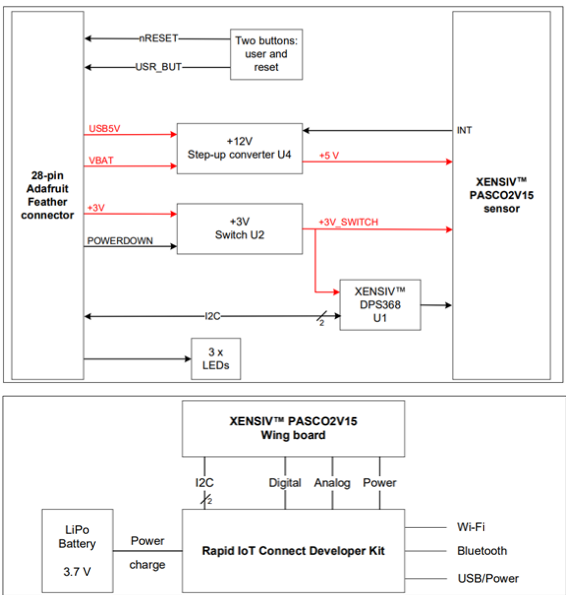 nRESET
Two buttons:
user and
reset
USR_BUT
USB5V
+12V
Step-up converter U4
INT
+5 V
VBAT
28-pin
Adafruit
Feather
connector
XENSIV™
PASCO2V15
sensor
+3V
+3V
Switch U2
+3V_SWITCH
POWERDOWN
XENSIV™
DPS368
U1
I2C
2
3 x
LEDs
XENSIV™ PASCO2V15
Wing board
I2C
Digital
Analog
Power
2
LiPo
Battery
3.7 V
Power
charge
Rapid IoT Connect Developer Kit
Wi-Fi
Bluetooth
USB/Power